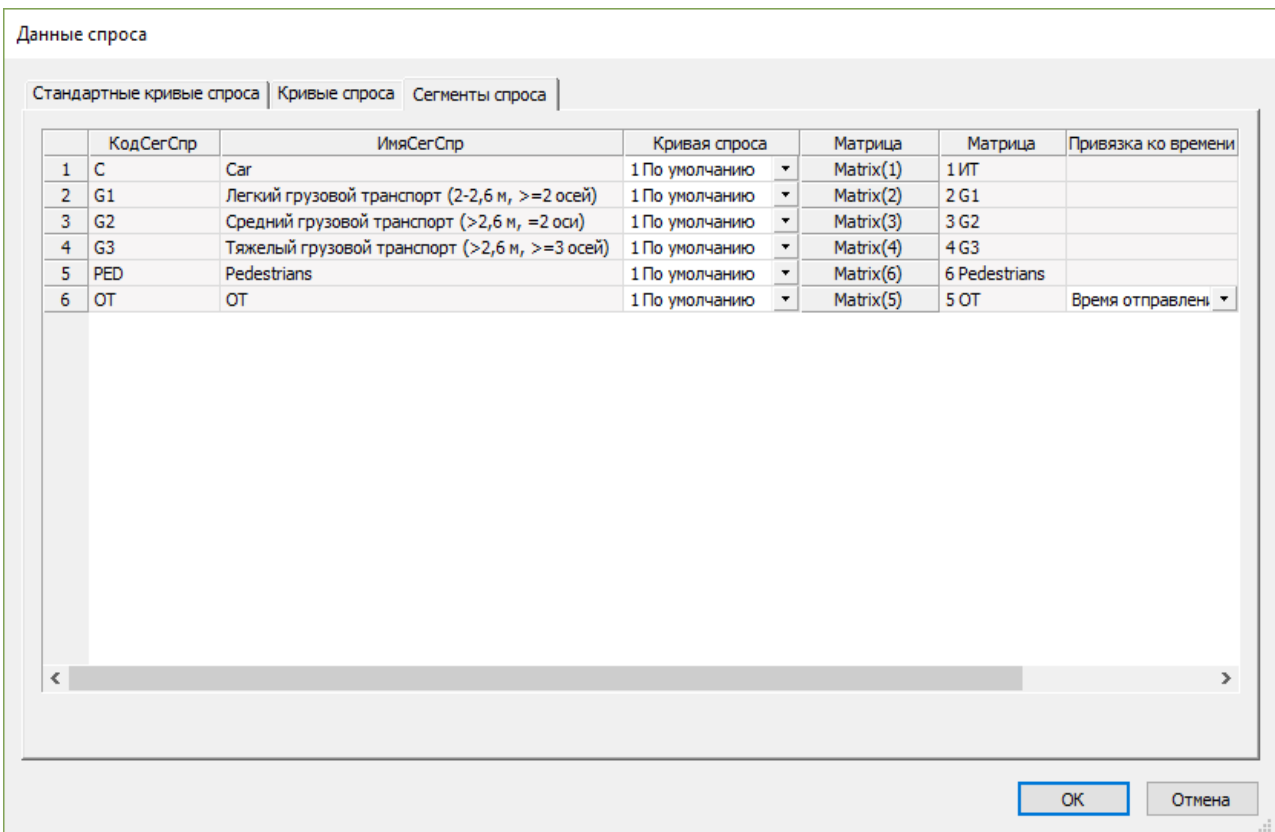 Данные спроса
Стандартные кривые спроса Кривые спроса Сегменты спроса
КодСегСпр ИмяСегСпр Кривая спроса Матрица Матрица Привязка ко времени
1 C Car 1 По умолчанию Matrix(1) 1 ИТ
2 G1 Легкий грузовой транспорт (2-2,6 м, >=2 осей) 1 По умолчанию Matrix(2) 2 G1
3 G2 Средний грузовой транспорт (>2,6 м, =2 оси) 1 По умолчанию Matrix(3) 3 G2
4 G3 Тяжелый грузовой транспорт (>2,6 м, >=3 осей) 1 По умолчанию Matrix(4) 4 G3
5 PED Pedestrians 1 По умолчанию Matrix(6) 6 Pedestrians
6 ОТ ОТ 1 По умолчанию Matrix(5) 5 ОТ Время отправлени
ОК Отмена